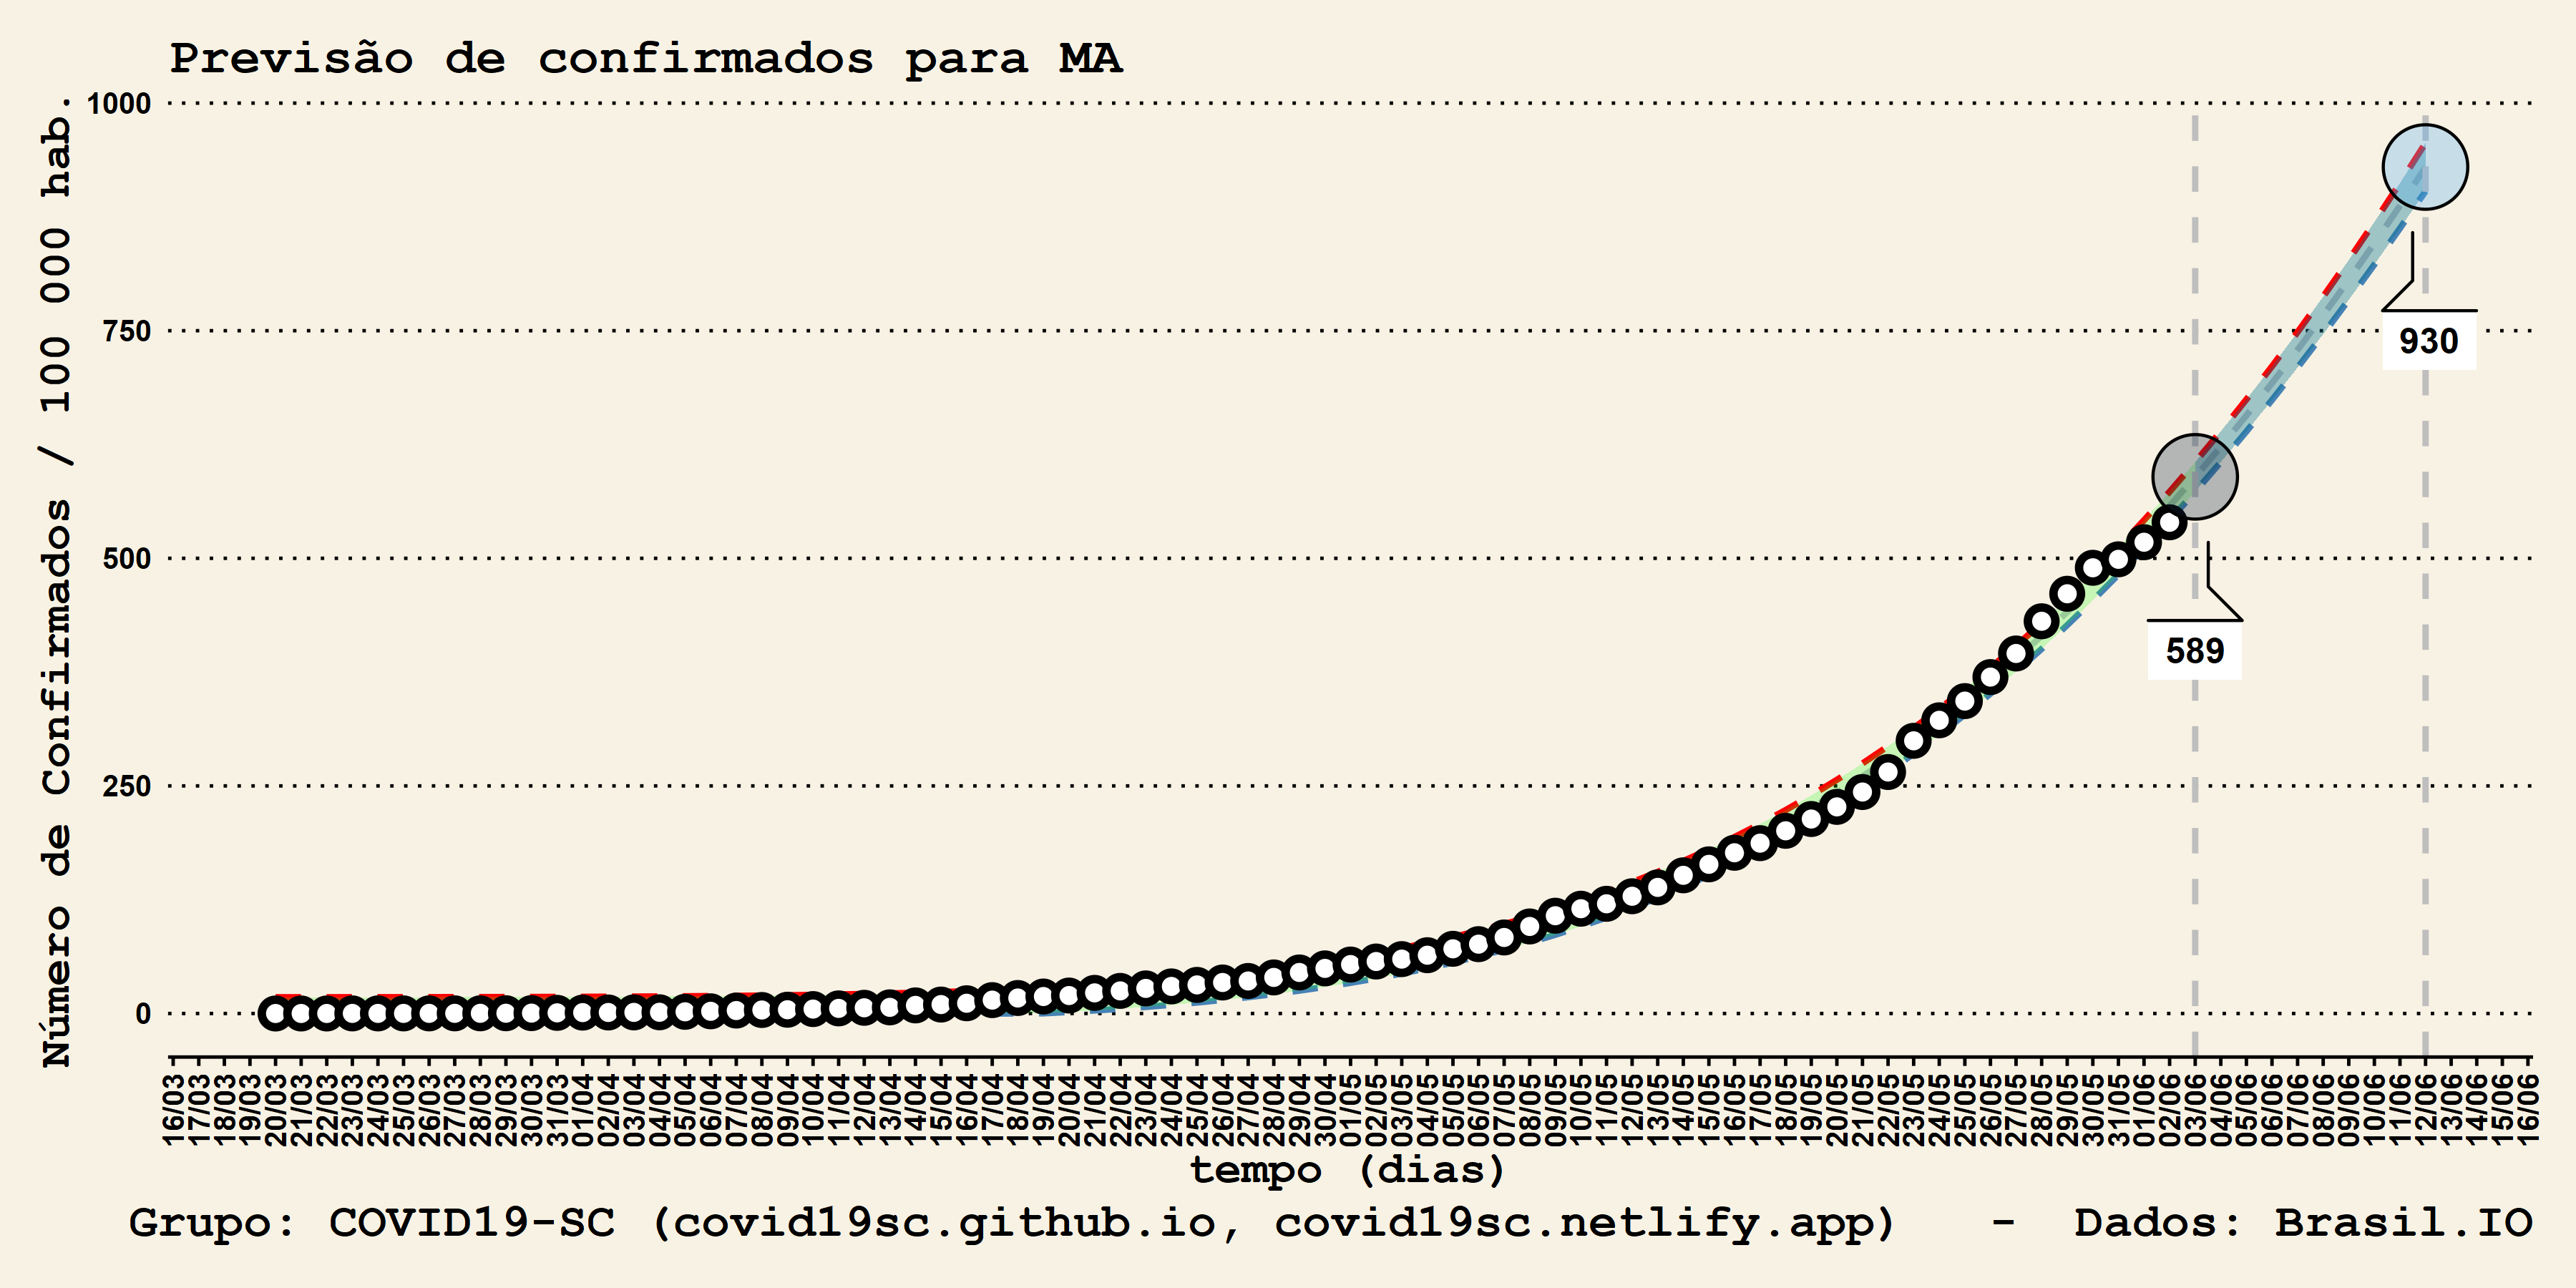 Previsão de confirmados para MA
Número de Confirmados / 100 000 hab.
1000
750
500
250
0
930
589
16/03 17/03 18/03 19/03 20/03 21/03 22/03 23/03 24/03 25/03 26/03 27/03 28/03 29/03 30/03 31/03 01/04 02/04 03/04 04/04 05/04 06/04 07/04 08/04 09/04 10/04 11/04 12/04 13/04 14/04 15/04 16/04 17/04 18/04 19/04 20/04 21/04 22/04 23/04 24/04 25/04 26/04 27/04 28/04 29/04 30/04 01/05 02/05 03/05 04/05 05/05 06/05 07/05 08/05 09/05 10/05 11/05 12/05 13/05 14/05 15/05 16/05 17/05 18/05 19/05 20/05 21/05 22/05 23/05 24/05 25/05 26/05 27/05 28/05 29/05 30/05 31/05 01/06 02/06 03/06 04/06 05/06 06/06 07/06 08/06 09/06 10/06 11/06 12/06 13/06 14/06 15/06 16/06
tempo (dias)
Grupo: COVID19-SC (covid19sc.github.io, covid19sc.netlify.app) - Dados: Brasil.IO